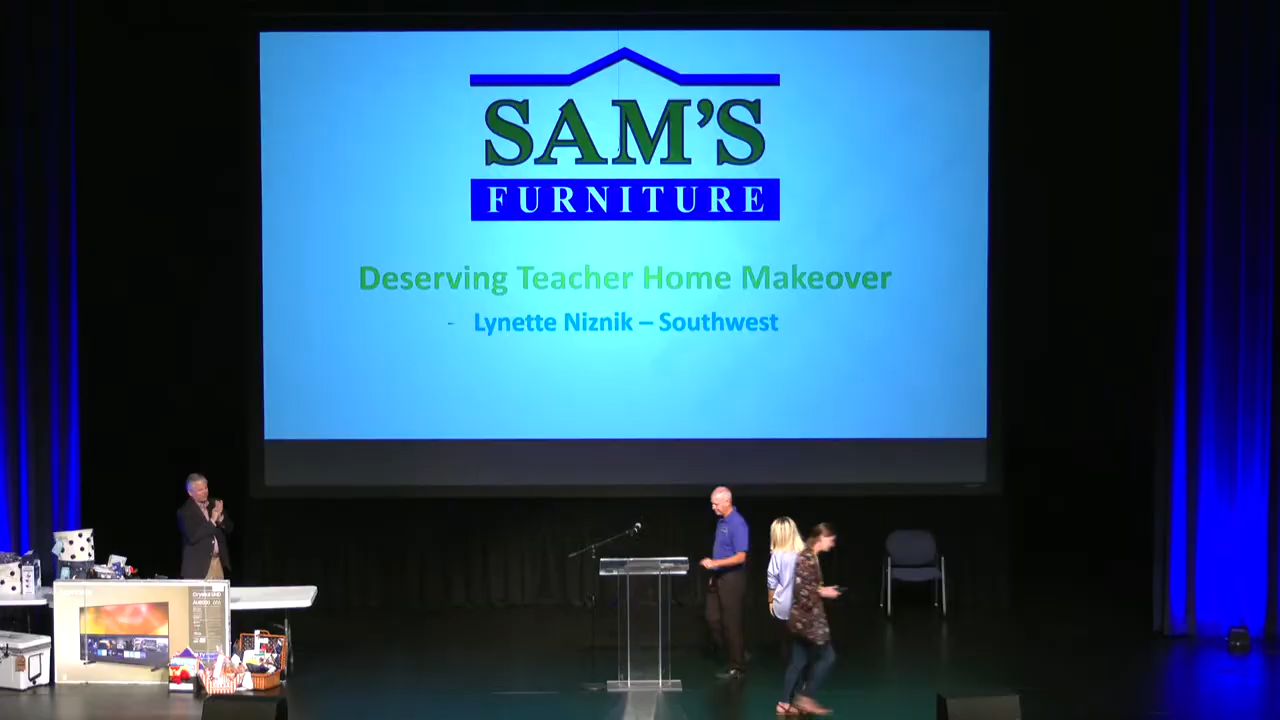 SAM'S
FURNITURE
Deserving Teacher Home Makeover
- Lynette Niznik – Southwest